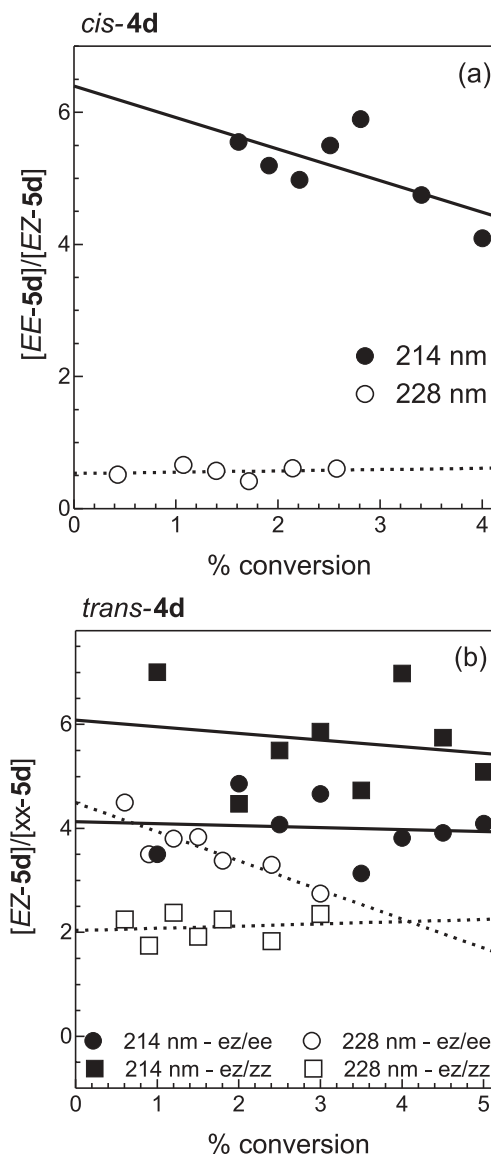 cis-4d
(a)
6
4
2
0
[EE-5d]/[EZ-5d]
214 nm
228 nm
0 1 2 3 4
% conversion
trans-4d
(b)
6
4
2
0
[EZ-5d]/[xx-5d]
214 nm - ez/ee 228 nm - ez/ee
214 nm - ez/zz 228 nm - ez/zz
0 1 2 3 4 5
% conversion